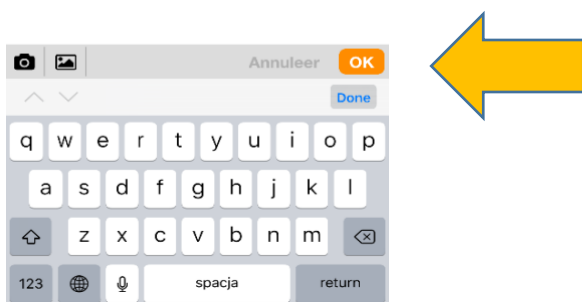 Annuleer OK
Done
q w e r t y u i o p
a s d f g h j k l
z x c v b n m
123 spacja return